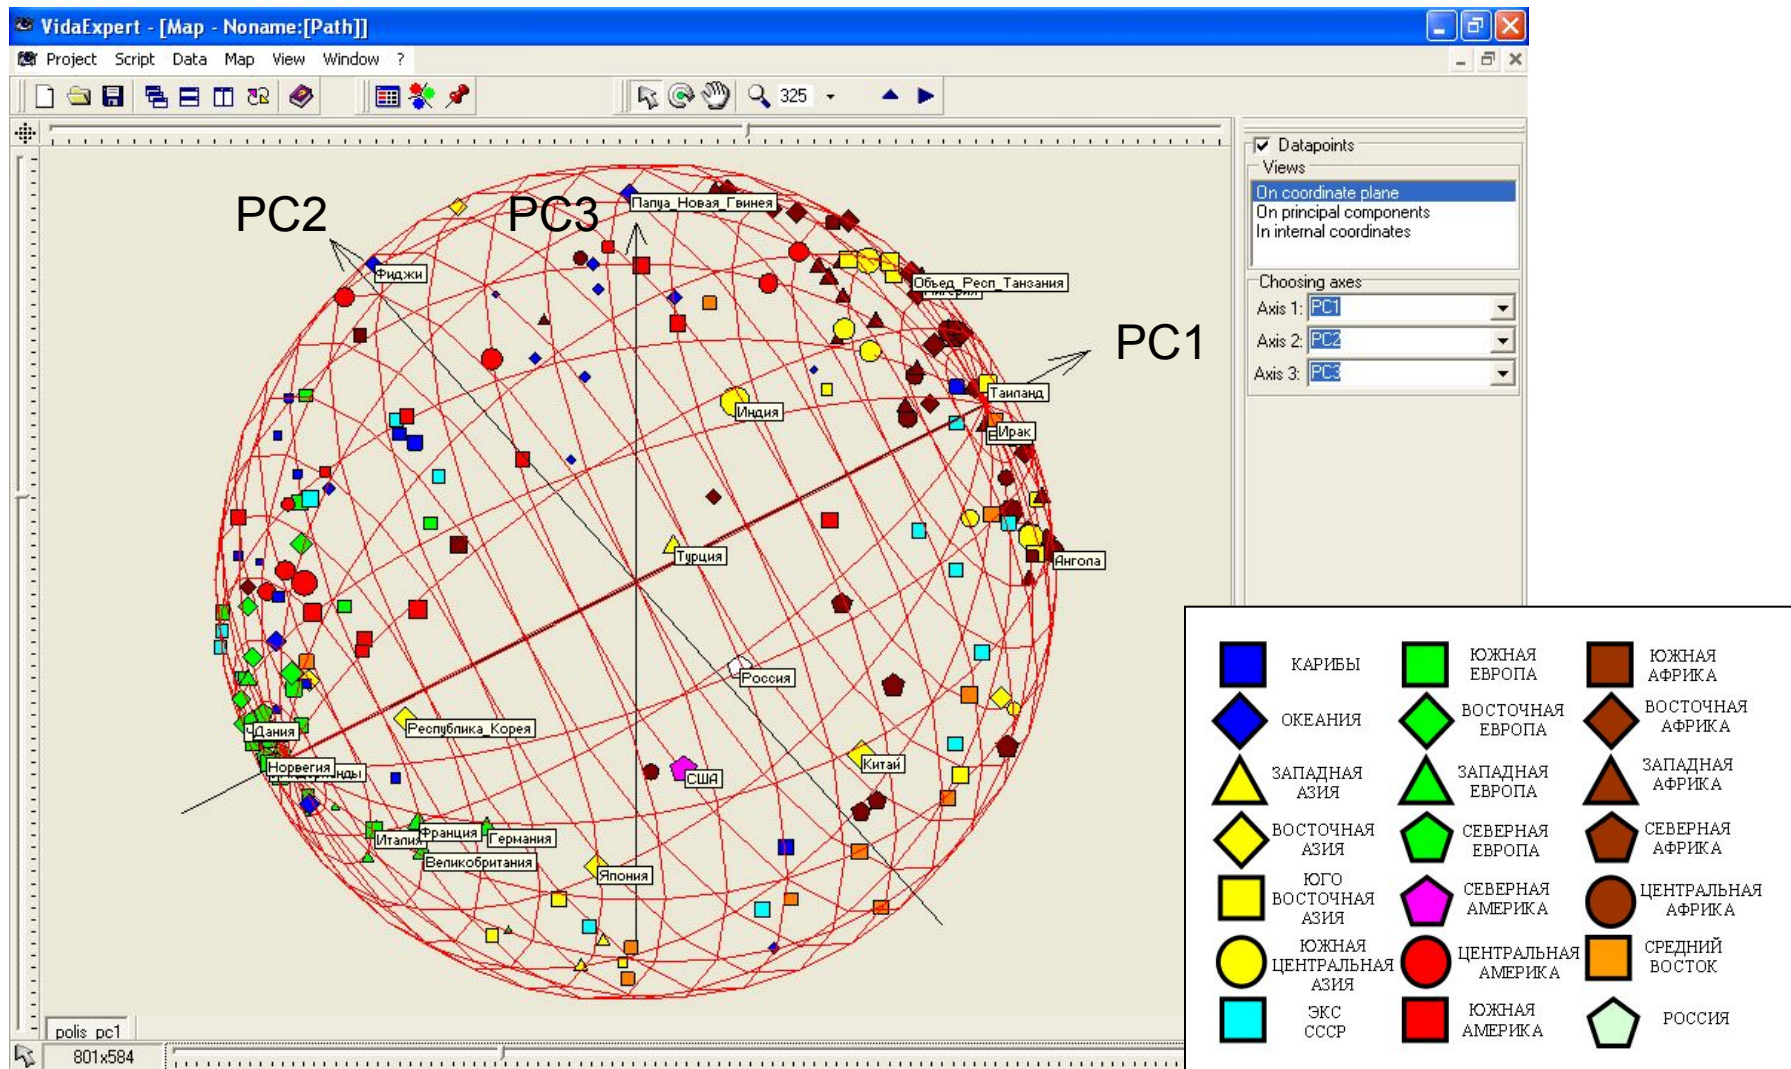 VidaExpert - [Map - Noname:[Path]]
Project Script Data Map View Window ?
325
Datapoints
Views
On coordinate plane
On principal components
In internal coordinates
Choosing axes
Axis 1: PC1
Axis 2: PC2
Axis 3: PC3
PC2
PC3
PC1
Папуа_Новая_Гвинея
Фиджи
Объед_Респ_Танзания
Таиланд
Индия
Ирак
Турция
Ангола
Россия
Республика_Корея
Дания
Норвегия
Китай
США
Италия
Франция
Германия
Великобритания
Япония
polis_pc1
801x584
КАРИБЫ
ЮЖНАЯ
ЕВРОПА
ЮЖНАЯ
АФРИКА
ОКЕАНИЯ
ВОСТОЧНАЯ
ЕВРОПА
ВОСТОЧНАЯ
АФРИКА
ЗАПАДНАЯ
АЗИЯ
ЗАПАДНАЯ
ЕВРОПА
ЗАПАДНАЯ
АФРИКА
ВОСТОЧНАЯ
АЗИЯ
СЕВЕРНАЯ
ЕВРОПА
СЕВЕРНАЯ
АФРИКА
ЮГО
ВОСТОЧНАЯ
АЗИЯ
СЕВЕРНАЯ
АМЕРИКА
ЦЕНТРАЛЬНАЯ
АФРИКА
ЮЖНАЯ
ЦЕНТРАЛЬНАЯ
АЗИЯ
ЦЕНТРАЛЬНАЯ
АМЕРИКА
СРЕДНИЙ
ВОСТОК
ЭКС
СССР
ЮЖНАЯ
АМЕРИКА
РОССИЯ